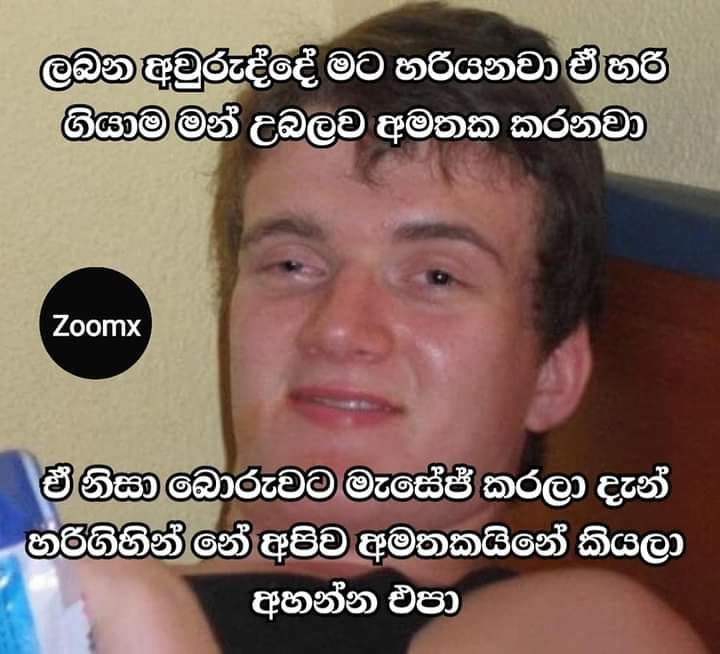 ලබන අවුරුද්දේ මට හරියනවා ඒ හරි
ගියාම මන් උබලව අමතක කරනවා
Zoomx
ඒ නිසා බොරුවට මැසේජ් කරලා දැන්
හරිගිහින් නේ අපිව අමතකයිනේ කියලා
අහන්න එපා